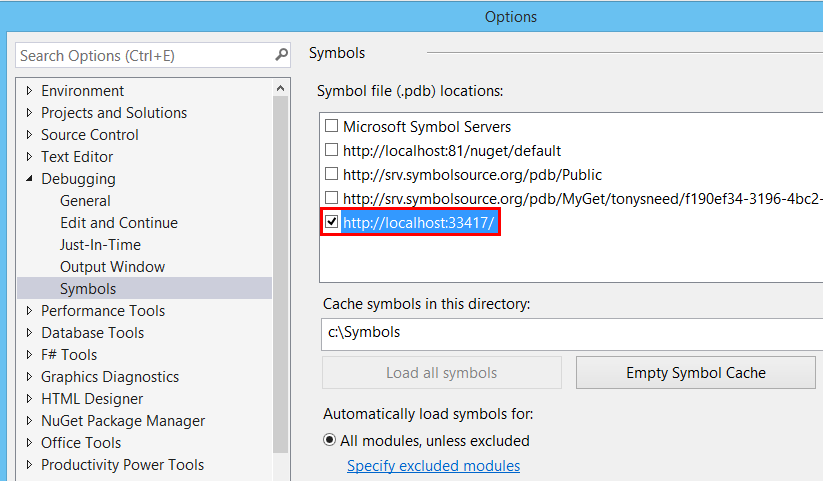 Options
Search Options (Ctrl+E)
Environment
Projects and Solutions
Source Control
Text Editor
Debugging
General
Edit and Continue
Just-In-Time
Output Window
Symbols
Performance Tools
Database Tools
F# Tools
Graphics Diagnostics
HTML Designer
NuGet Package Manager
Office Tools
Productivity Power Tools
Symbols
Symbol file (.pdb) locations:
Microsoft Symbol Servers
http://localhost:81/nuget/default
http://srv.symbolsource.org/pdb/Public
http://srv.symbolsource.org/pdb/MyGet/tonysneed/f190ef34-3196-4bc2-
http://localhost:33417/
Cache symbols in this directory:
c:\Symbols
Load all symbols
Empty Symbol Cache
Automatically load symbols for:
All modules, unless excluded
Specify excluded modules